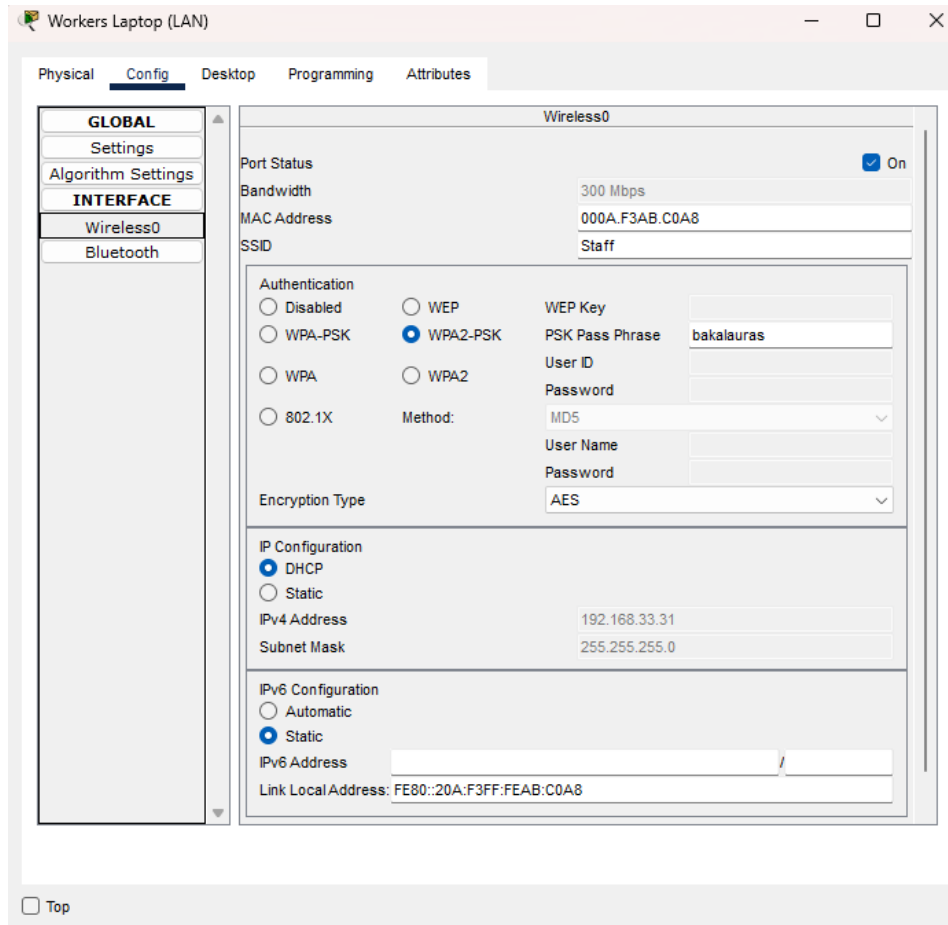 Workers Laptop (LAN)
Physical Config Desktop Programming Attributes
GLOBAL
Settings
Algorithm Settings
INTERFACE
Wireless0
Bluetooth
Wireless0
Port Status On
Bandwidth 300 Mbps
MAC Address 000A.F3AB.C0A8
SSID Staff
Authentication
Disabled WEP WEP Key
WPA-PSK WPA2-PSK PSK Pass Phrase bakalauras
User ID
WPA WPA2
Password
802.1X Method: MD5
User Name
Password
Encryption Type AES
IP Configuration
DHCP
Static
IPv4 Address 192.168.33.31
Subnet Mask 255.255.255.0
IPv6 Configuration
Automatic
Static
IPv6 Address /
Link Local Address: FE80::20A:F3FF:FEAB:C0A8
Top